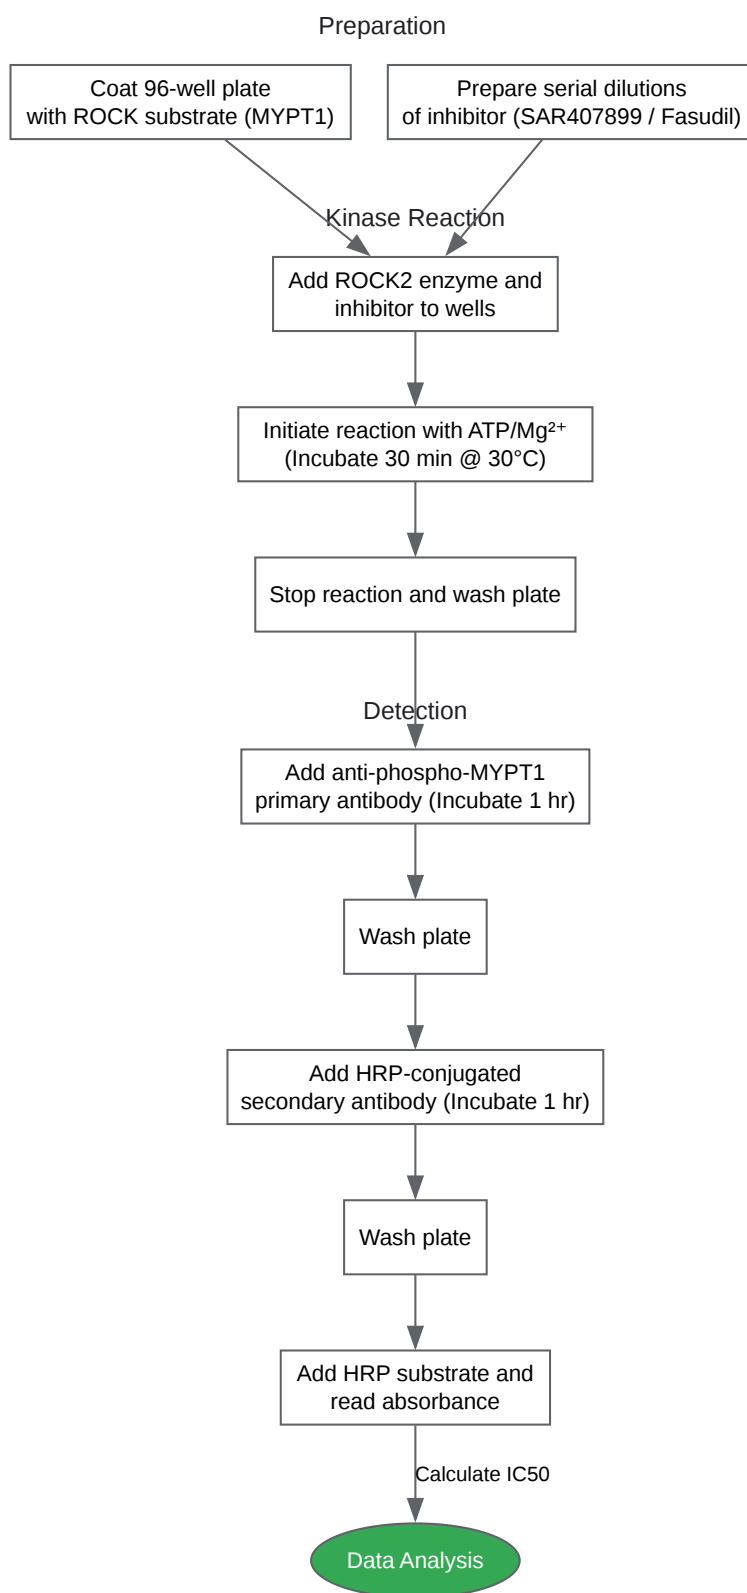 Preparation
Coat 96-well plate
with ROCK substrate (MYPT1)
Prepare serial dilutions
of inhibitor (SAR407899 / Fasudil)
Kinase Reaction
Add ROCK2 enzyme and
inhibitor to wells
Initiate reaction with ATP/Mg²⁺
(Incubate 30 min @ 30°C)
Stop reaction and wash plate
Detection
Add anti-phospho-MYPT1
primary antibody (Incubate 1 hr)
Wash plate
Add HRP-conjugated
secondary antibody (Incubate 1 hr)
Wash plate
Add HRP substrate and
read absorbance
Calculate IC50
Data Analysis